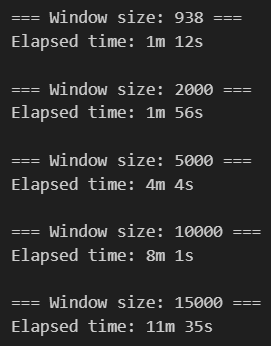 === Window size: 938 ===
Elapsed time: 1m 12s
=== Window size: 2000 ===
Elapsed time: 1m 56s
=== Window size: 5000 ===
Elapsed time: 4m 4s
=== Window size: 10000 ===
Elapsed time: 8m 1s
=== Window size: 15000 ===
Elapsed time: 11m 35s